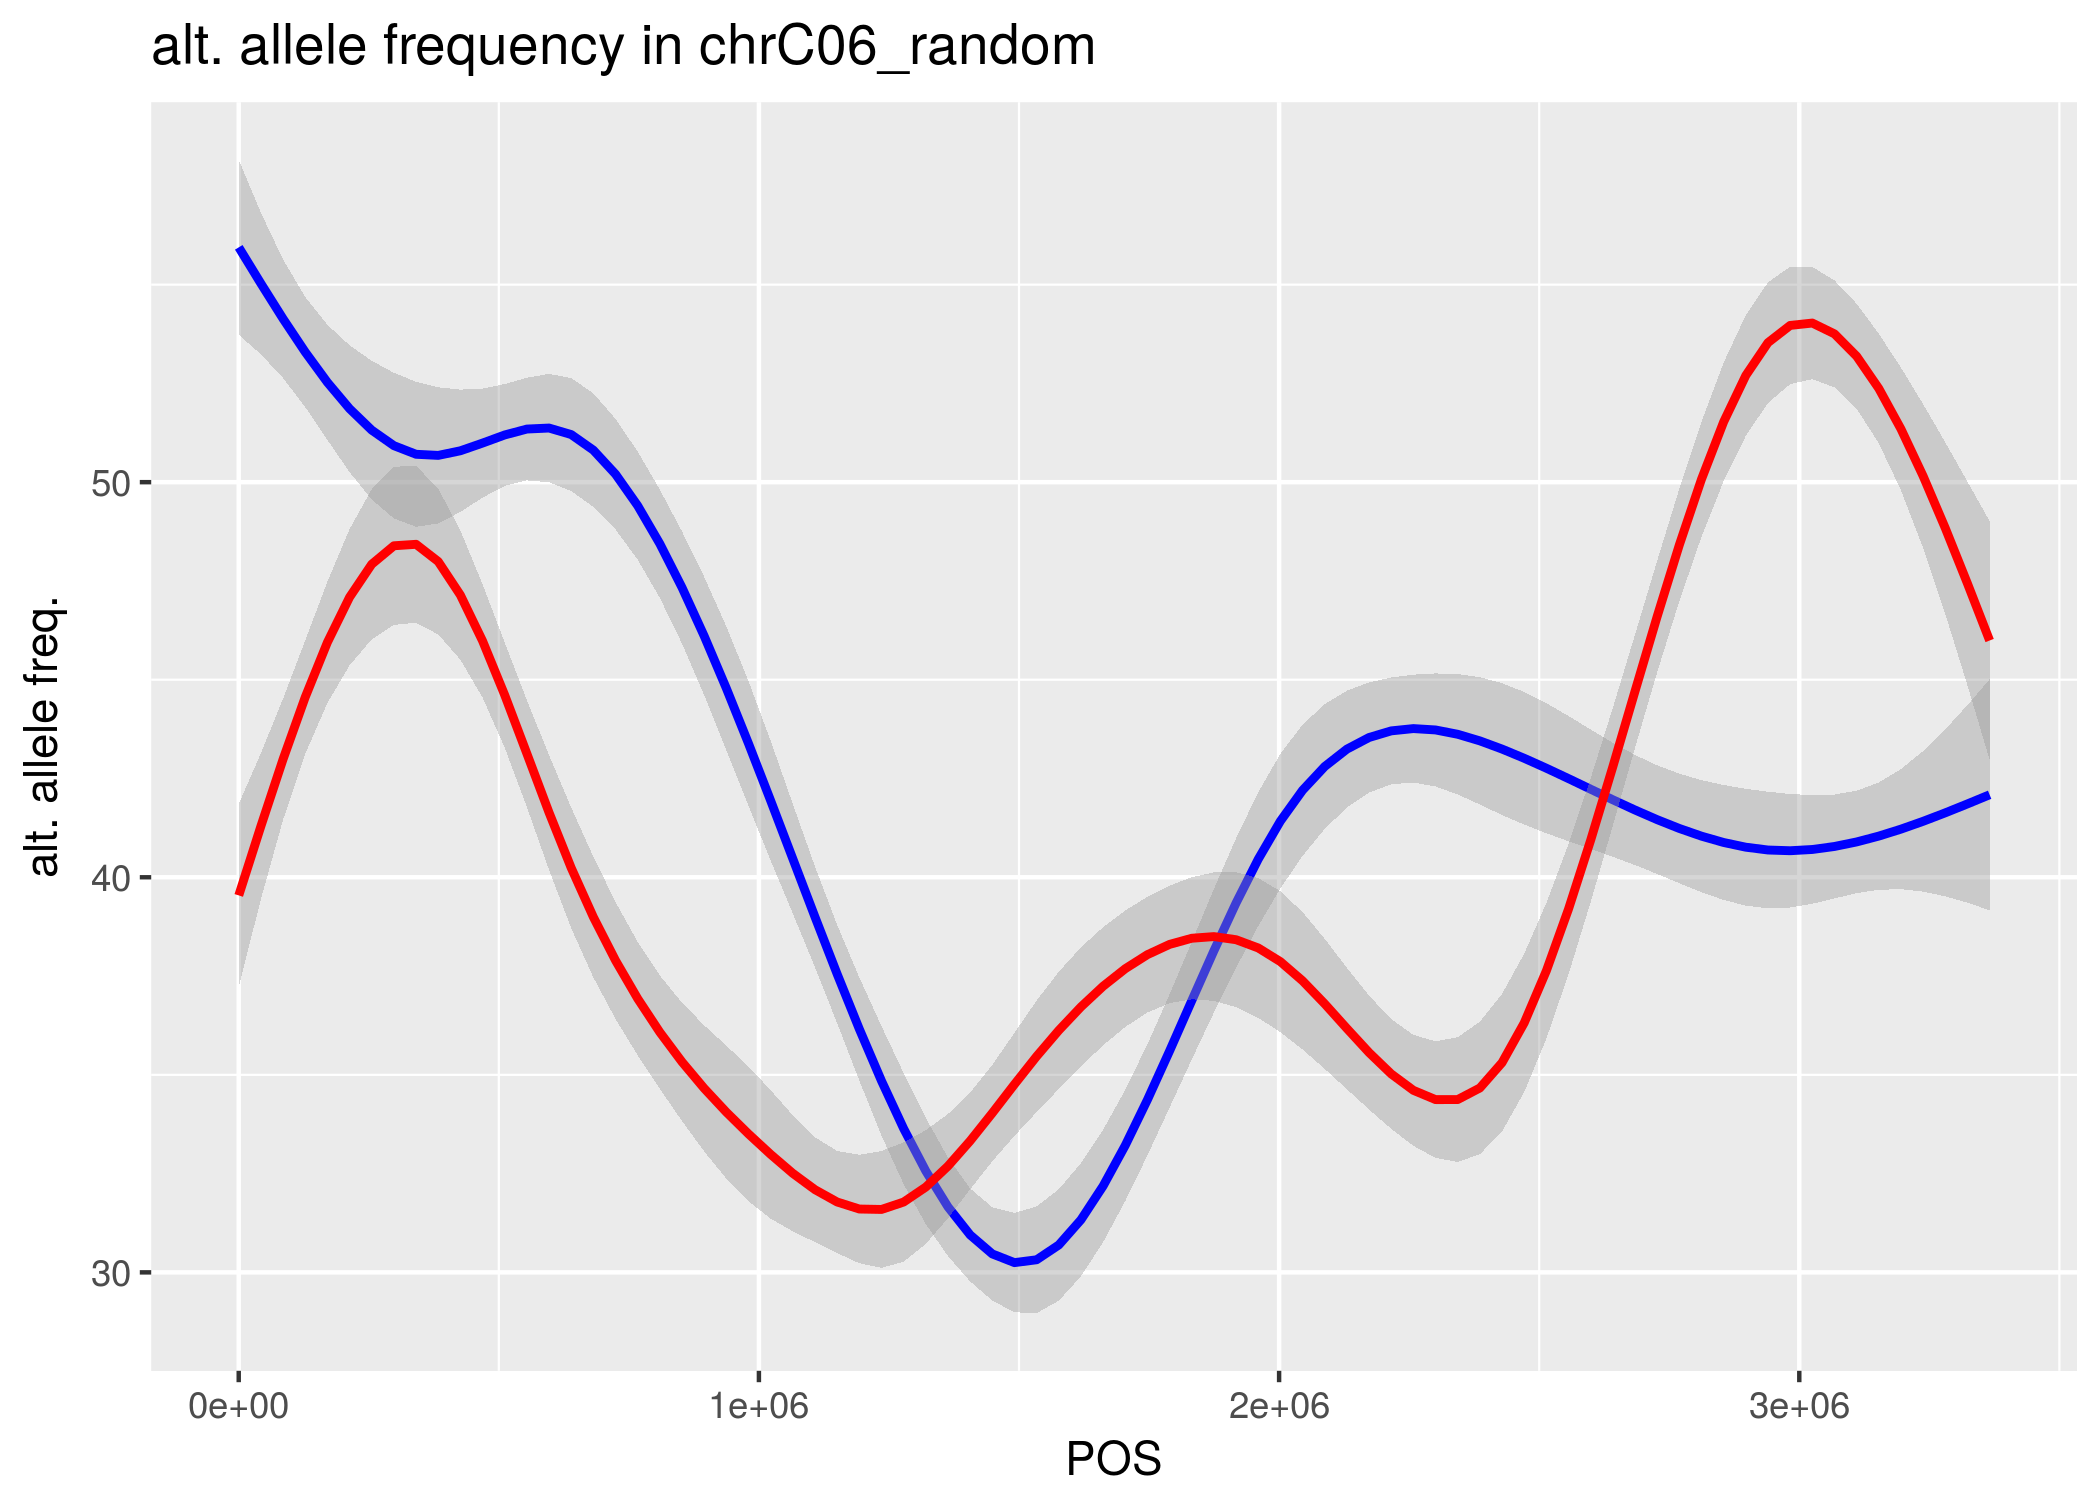 alt. allele frequency in chrC06_random
alt. allele freq.
50
40
30
0e+00 1e+06 2e+06 3e+06
POS